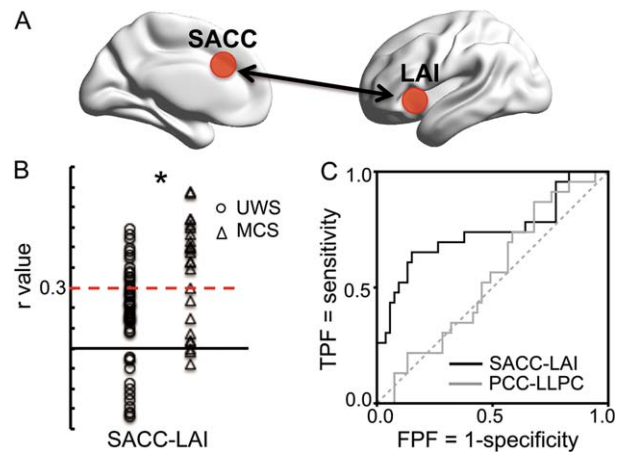 A
SACC
LAI
B
*
UWS
MCS
r value
0.3
SACC-LAI
C
TPF = sensitivity
1.0
0.5
0.0
SACC-LAI
PCC-LLPC
0.0 0.5 1.0
FPF = 1-specificity